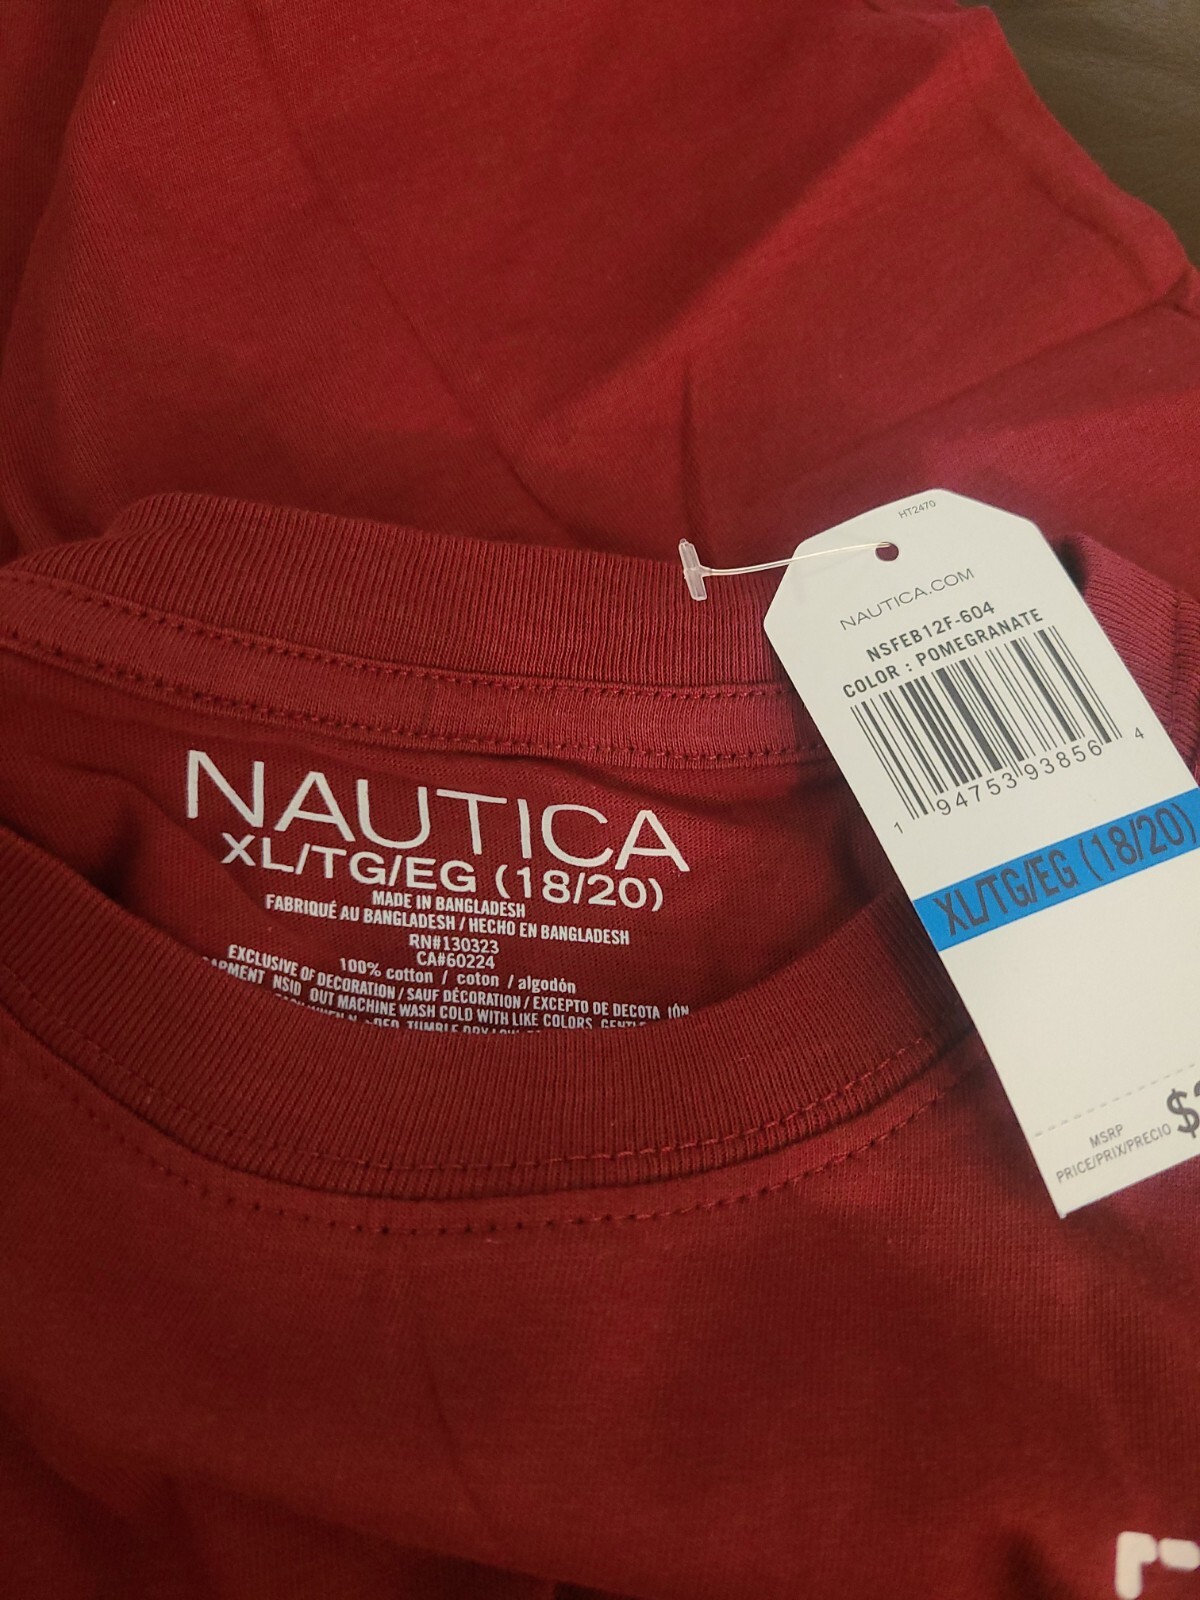 HT2470
NAUTICA.COM
NSFEB12F-604
COLOR : POMEGRANATE
1 94753 93856 4
XL/TG/EG (18/20)
MSRP
PRICE/PRIX/PRECIO $
NAUTICA
XL/TG/EG (18/20)
MADE IN BANGLADESH
FABRIQUÉ AU BANGLADESH / HECHO EN BANGLADESH
RN#130323
CA#60224
100% cotton / coton / algodón
EXCLUSIVE OF DECORATION / SAUF DÉCORATION / EXCEPTO DE
OUT MACHINE WASH COLD WITH LIKE COLORS
TUMBLE DRY